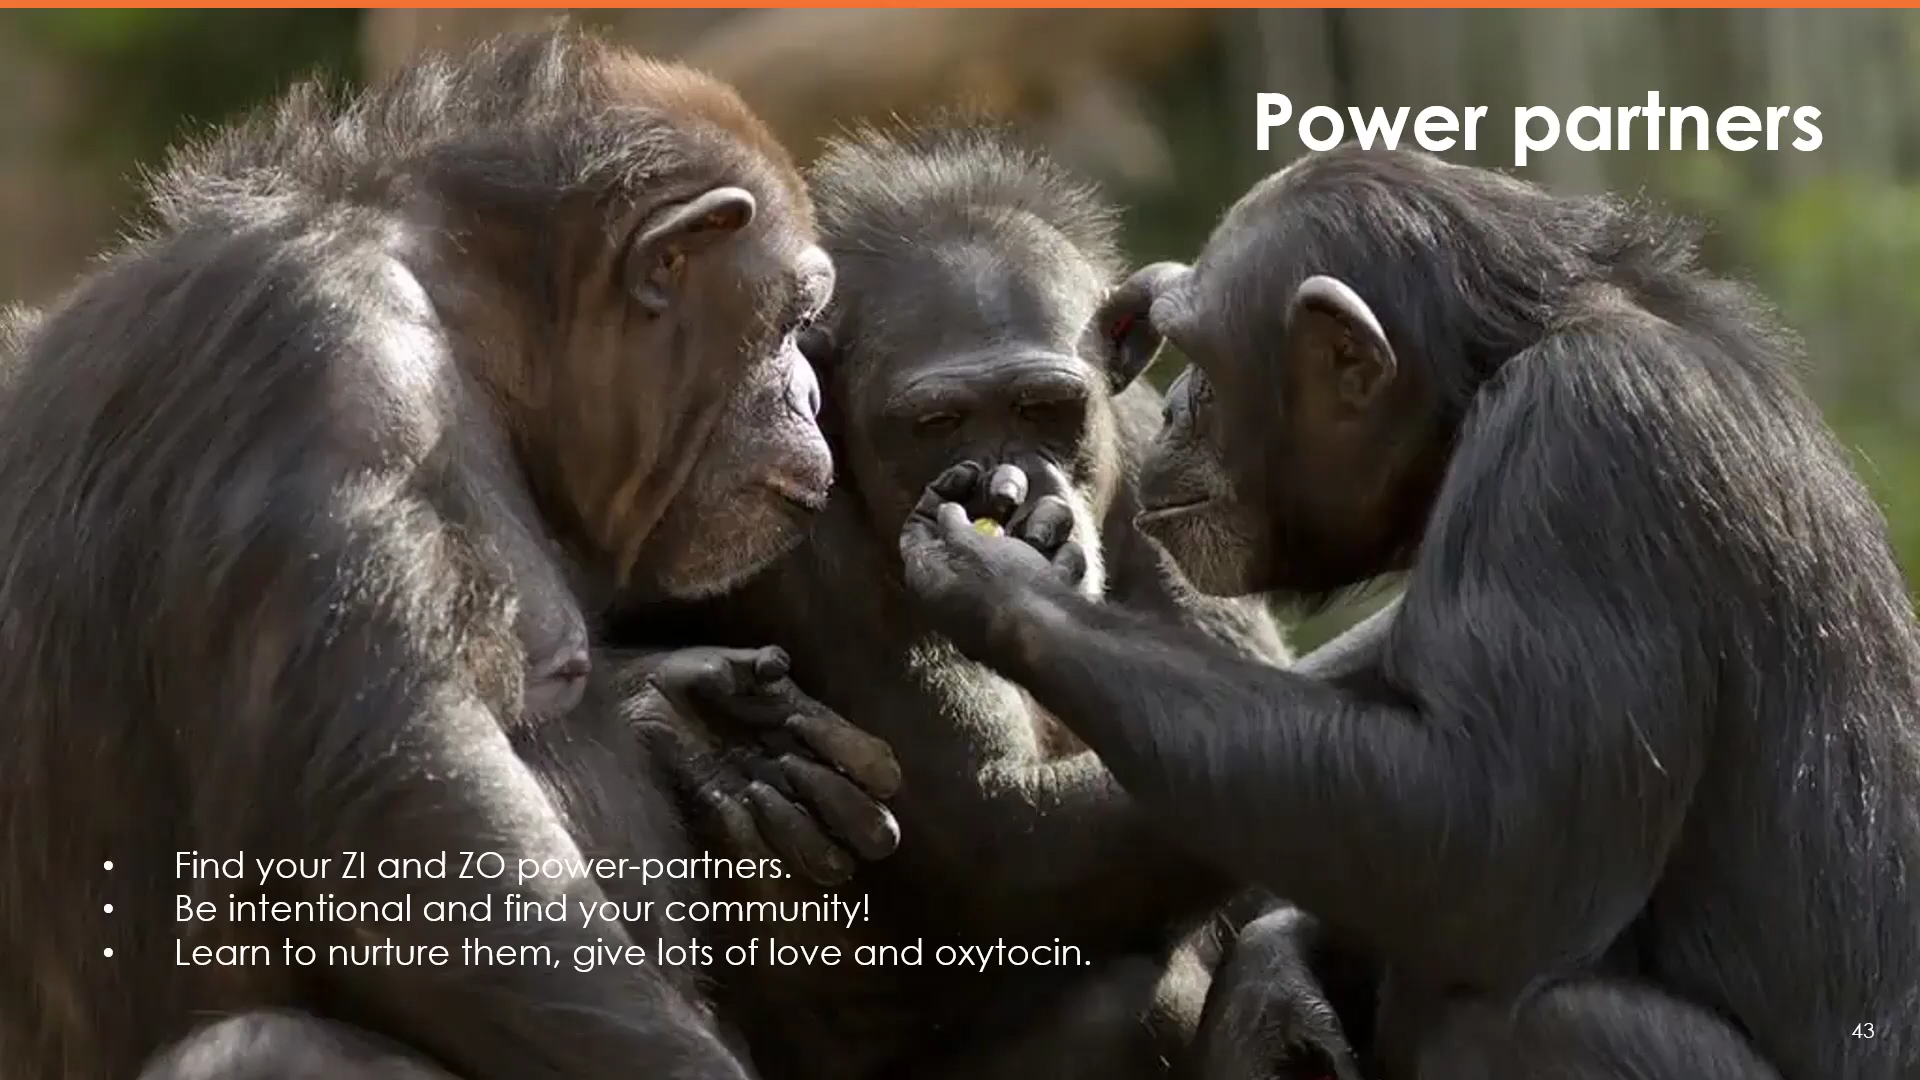 Power partners
• Find your ZI and ZO power-partners.
• Be intentional and find your community!
• Learn to nurture them, give lots of love and oxytocin.
43